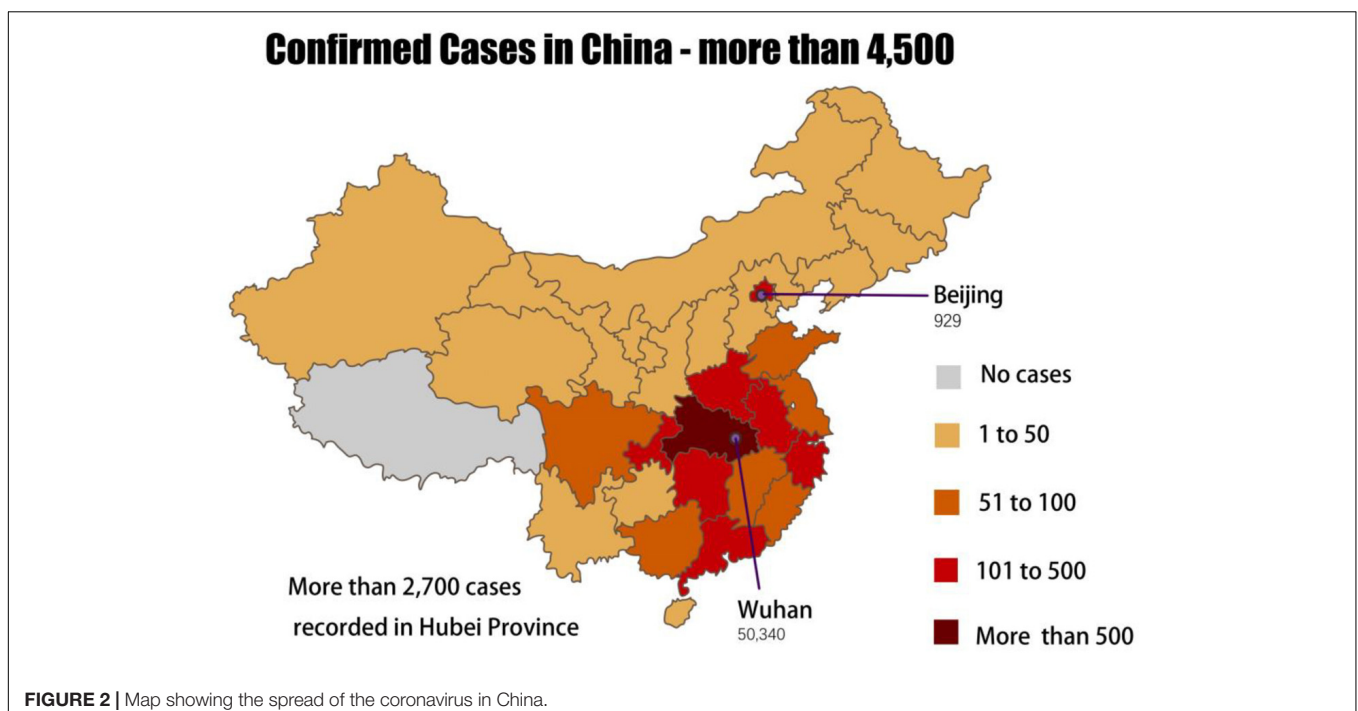 Confirmed Cases in China - more than 4,500
Beijing
929
No cases
1 to 50
51 to 100
101 to 500
More than 500
More than 2,700 cases
recorded in Hubei Province
Wuhan
50,340
FIGURE 2 | Map showing the spread of the coronavirus in China.